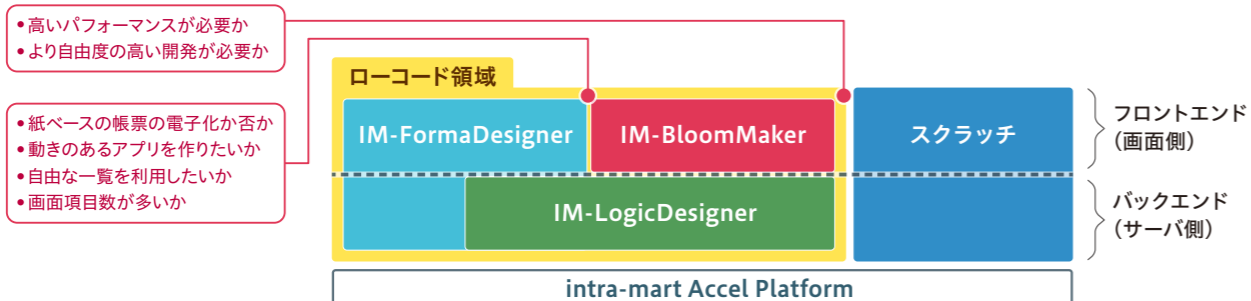 • 高いパフォーマンスが必要か
• より自由度の高い開発が必要か
• 紙ベースの帳票の電子化か否か
• 動きのあるアプリを作りたいか
• 自由な一覧を利用したいか
• 画面項目数が多いか
ローコード領域
IM-FormaDesigner
IM-BloomMaker
スクラッチ
フロントエンド
（画面側）
IM-LogicDesigner
バックエンド
（サーバ側）
intra-mart Accel Platform